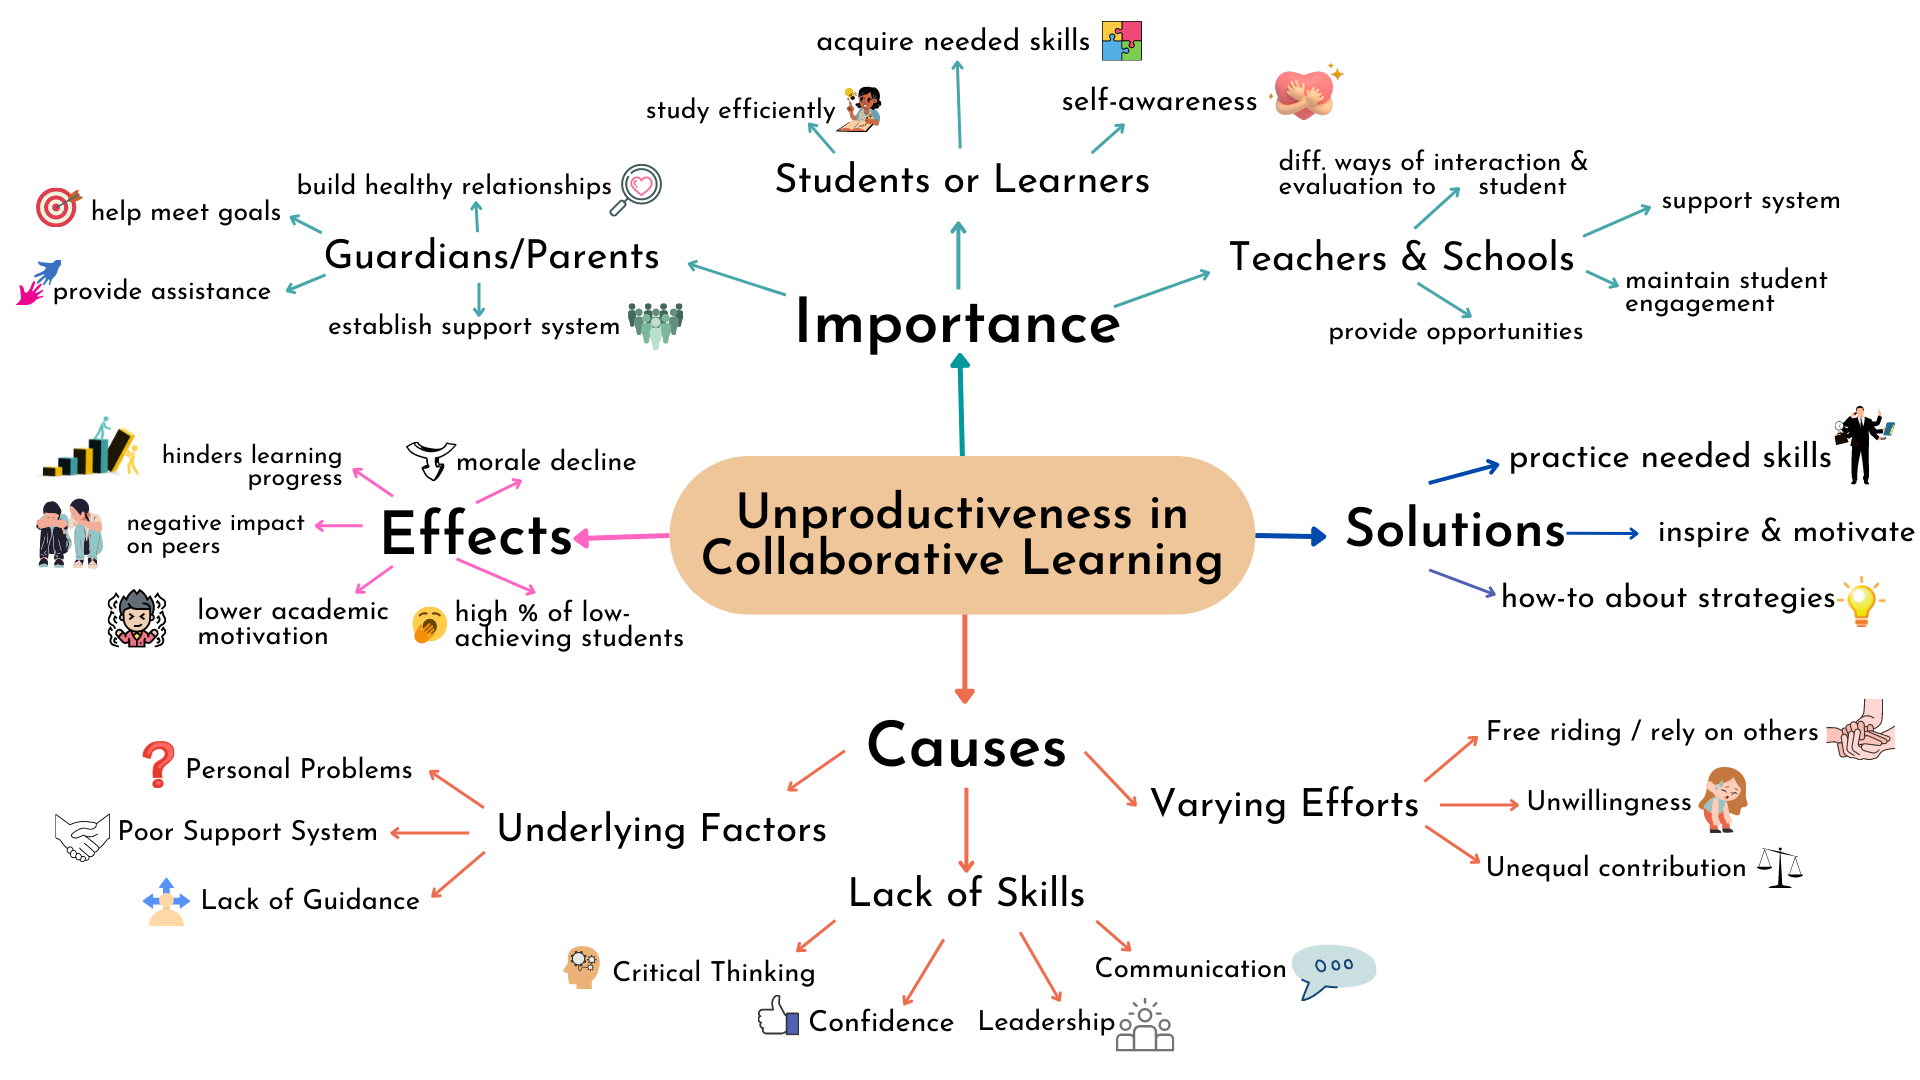 acquire needed skills
study efficiently
self-awareness
Students or Learners
build healthy relationships
help meet goals
Guardians/Parents
provide assistance
establish support system
diff. ways of interaction &
evaluation to student
support system
Teachers & Schools
maintain student
engagement
provide opportunities
Importance
hinders learning
progress
morale decline
negative impact
on peers
Effects
lower academic
motivation
high % of low-
achieving students
Unproductiveness in
Collaborative Learning
practice needed skills
Solutions
inspire & motivate
how-to about strategies
Causes
Personal Problems
Poor Support System
Underlying Factors
Lack of Guidance
Free riding / rely on others
Varying Efforts
Unwillingness
Unequal contribution
Lack of Skills
Critical Thinking
Confidence
Leadership
Communication